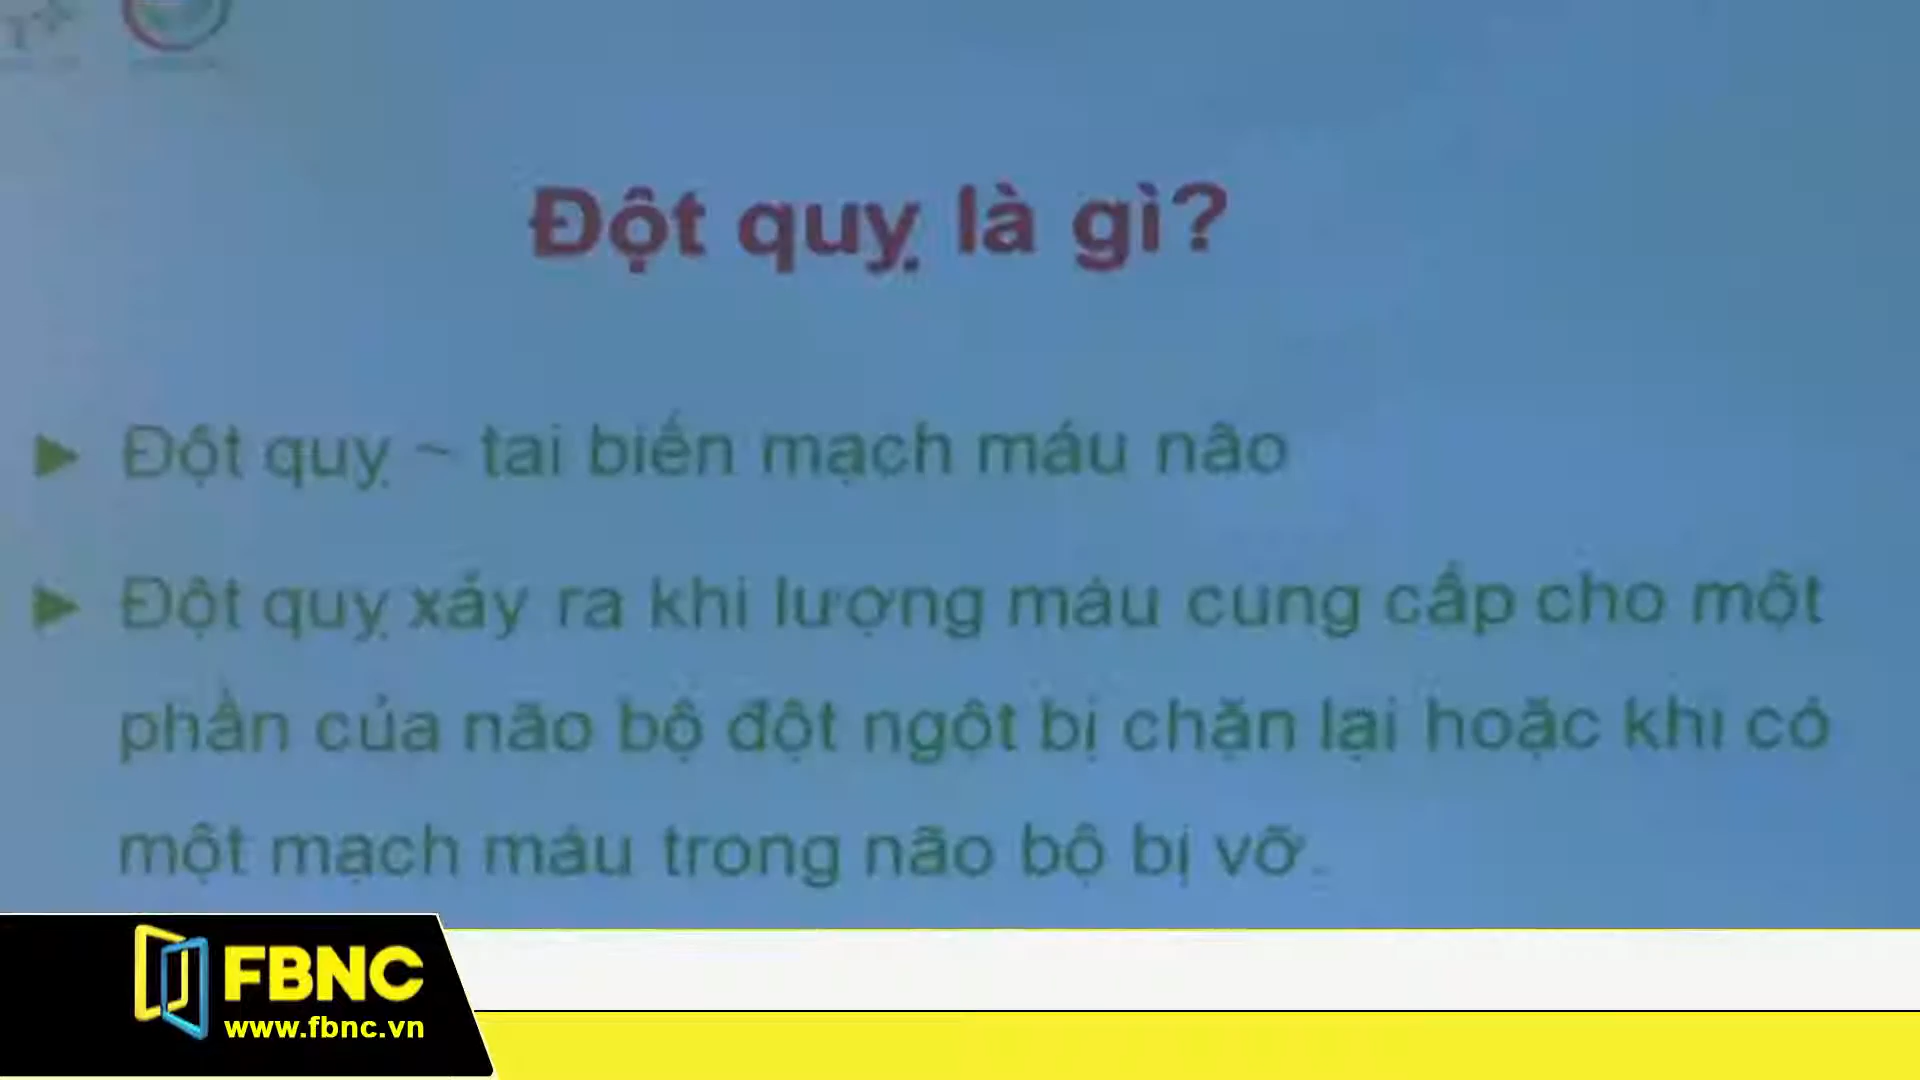 Đột quỵ là gì?
Đột quỵ ~ tai biến mạch máu não
Đột quỵ xảy ra khi lượng máu cung cấp cho một
phần của não bộ đột ngột bị chặn lại hoặc khi có
một mạch máu trong não bộ bị vỡ.
FBNC
www.fbnc.vn